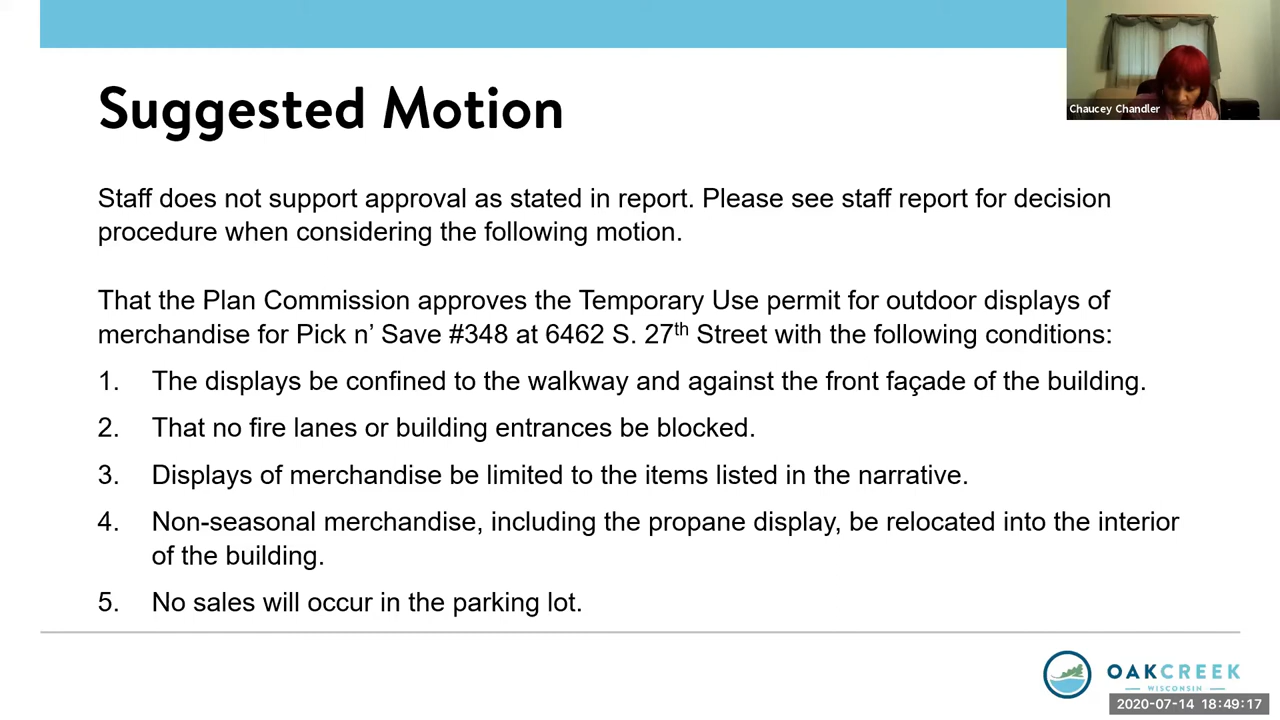 Suggested Motion
Chaucey Chandler
Staff does not support approval as stated in report. Please see staff report for decision
procedure when considering the following motion.
That the Plan Commission approves the Temporary Use permit for outdoor displays of
merchandise for Pick n’ Save #348 at 6462 S. 27th Street with the following conditions:
1. The displays be confined to the walkway and against the front façade of the building.
2. That no fire lanes or building entrances be blocked.
3. Displays of merchandise be limited to the items listed in the narrative.
4. Non-seasonal merchandise, including the propane display, be relocated into the interior
of the building.
5. No sales will occur in the parking lot.
OAKCREEK
WISCONSIN
2020-07-14 18:49:17